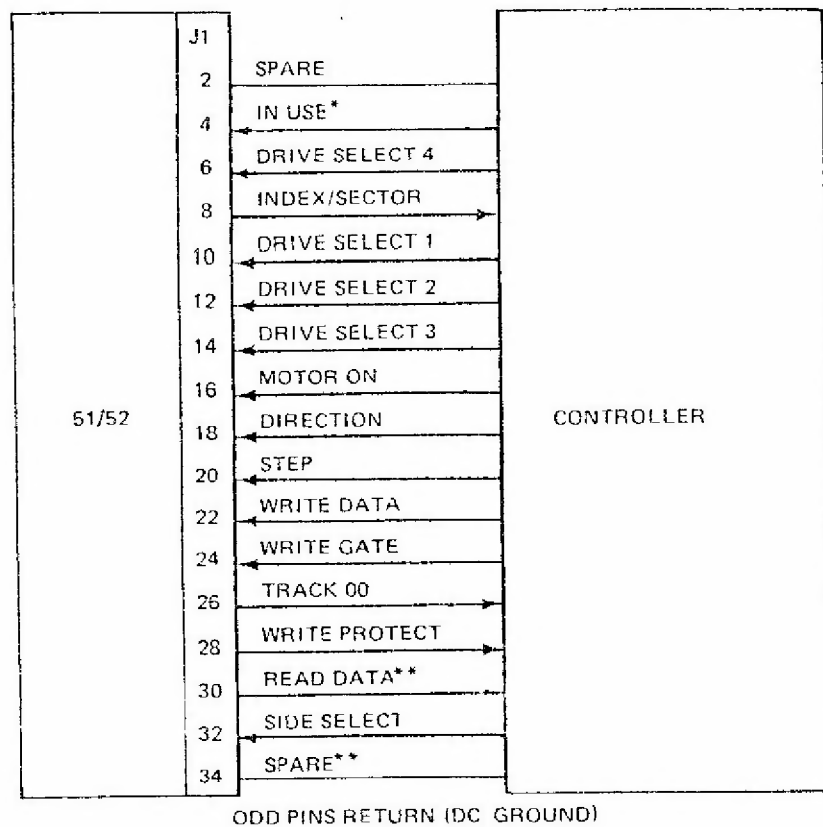 J1
2 SPARE
4 IN USE*
6 DRIVE SELECT 4
8 INDEX/SECTOR
10 DRIVE SELECT 1
12 DRIVE SELECT 2
14 DRIVE SELECT 3
16 MOTOR ON
51/52
18 DIRECTION
CONTROLLER
20 STEP
22 WRITE DATA
24 WRITE GATE
26 TRACK 00
28 WRITE PROTECT
30 READ DATA**
32 SIDE SELECT
34 SPARE**
ODD PINS RETURN (DC GROUND)